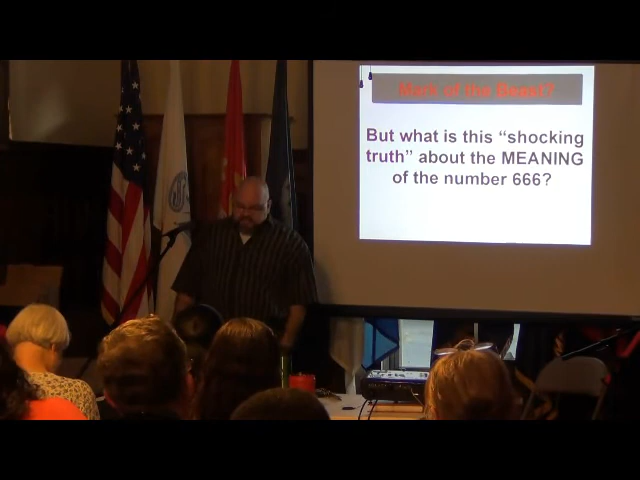 Mark of the Beast?
But what is this “shocking
truth” about the MEANING
of the number 666?